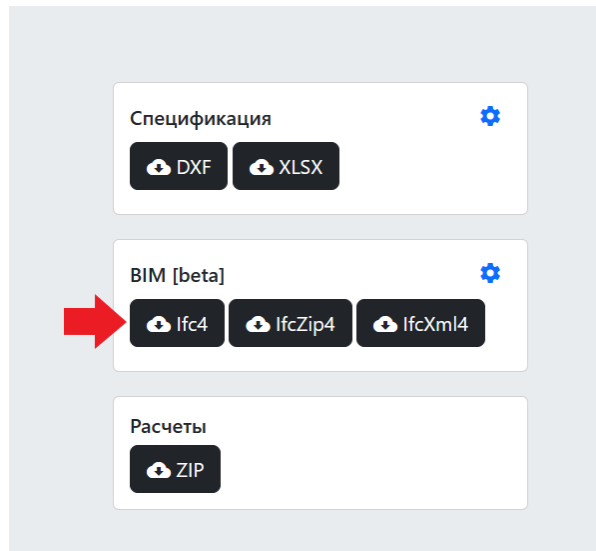 Спецификация
DXF XLSX
BIM [beta]
Ifc4 IfcZip4 IfcXml4
Расчеты
ZIP